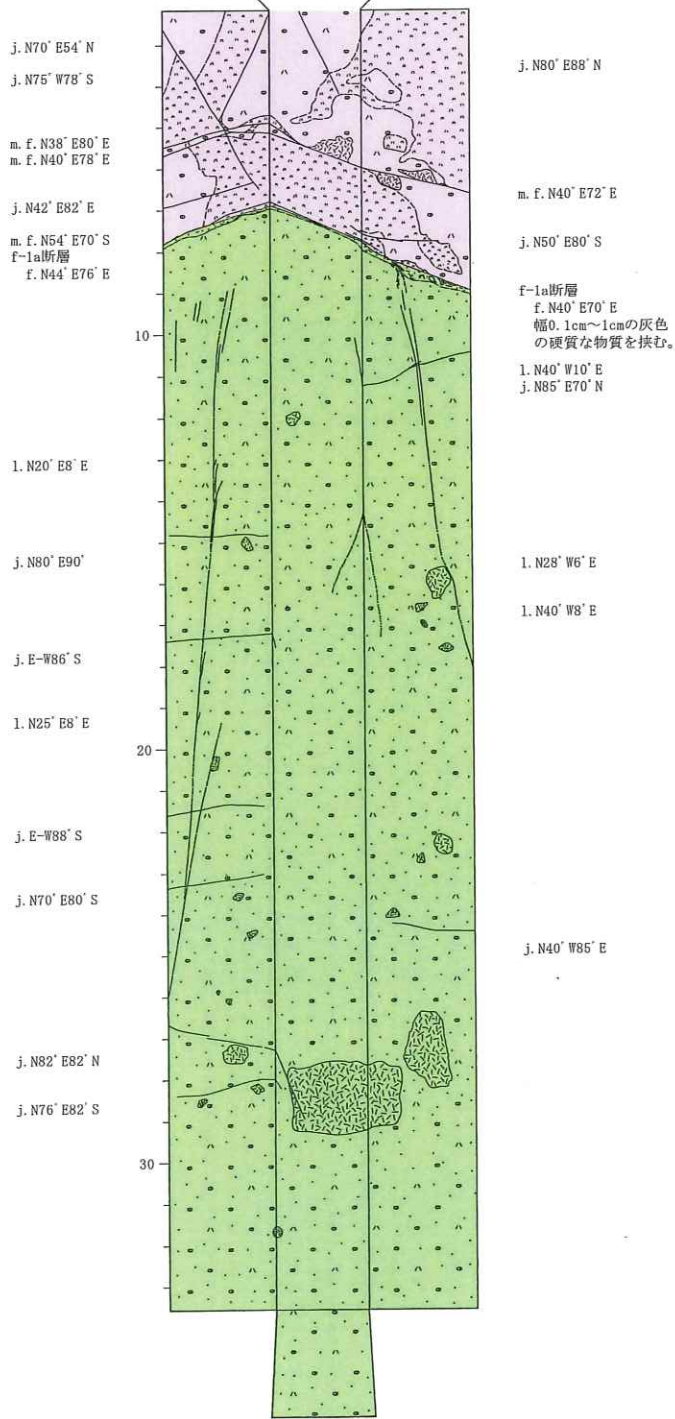 j. N70° E54° N
j. N75° W78° S
m. f. N38° E80° E
m. f. N40° E78° E
j. N42° E82° E
m. f. N54° E70° S
f-1a断層
f. N44° E76° E
10
l. N20° E8° E
j. N80° E90°
j. E-W86° S
l. N25° E8° E
20
j. E-W88° S
j. N70° E80° S
j. N82° E82° N
j. N76° E82° S
30
j. N80° E88° N
m. f. N40° E72° E
j. N50° E80° S
f-1a断層
f. N40° E70° E
幅0.1cm～1cmの灰色
の硬質な物質を挟む。
l. N40° W10° E
j. N85° E70° N
l. N28° W6° E
l. N40° W8° E
j. N40° W85° E